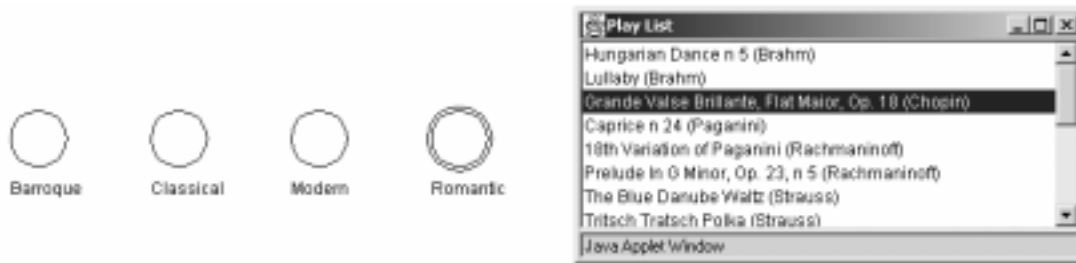 Barroque
Classical
Modern
Romantic
Play List
Hungarian Dance n 5 (Brahm)
Lullaby (Brahm)
Grande Valse Brillante, Flat Maior, Op. 18 (Chopin)
Caprice n 24 (Paganini)
18th Variation of Paganini (Rachmaninoff)
Prelude In G Minor, Op. 23, n 5 (Rachmaninoff)
The Blue Danube Waltz (Strauss)
Tritsch Tratsch Polka (Strauss)
Java Applet Window